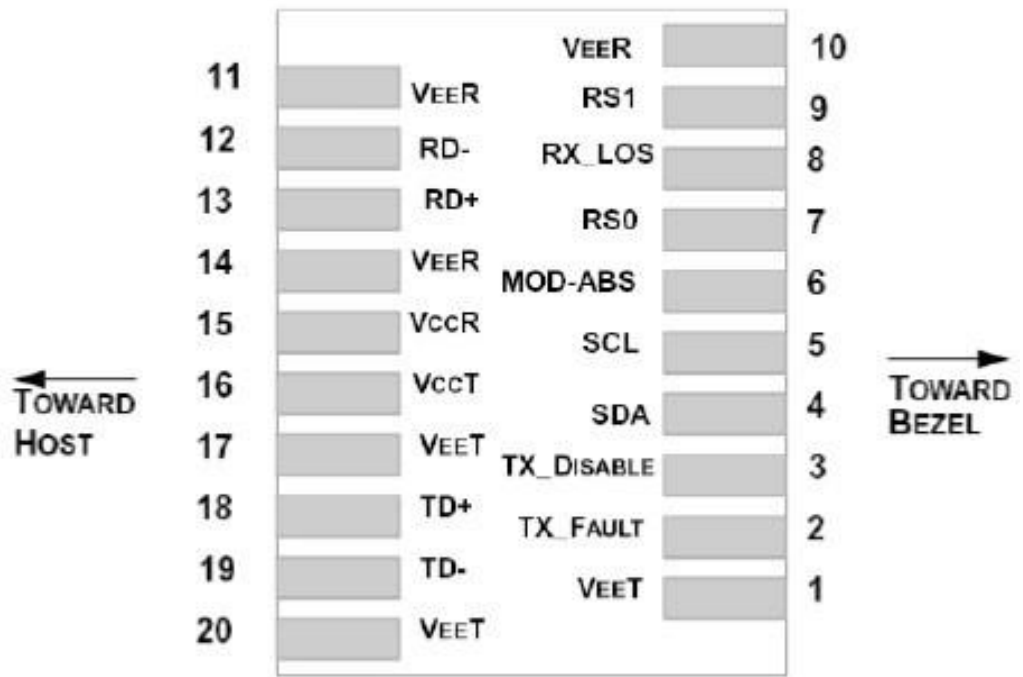 VEER 10
11 VEER
RS1 9
12 RD-
RX_LOS 8
13 RD+
RS0 7
14 VEER
MOD-ABS 6
15 VCCR
SCL 5
16 VCCT
SDA 4
17 VEET
TX_DISABLE 3
18 TD+
TX_FAULT 2
19 TD-
VEET 1
20 VEET
TOWARD
HOST
TOWARD
BEZEL